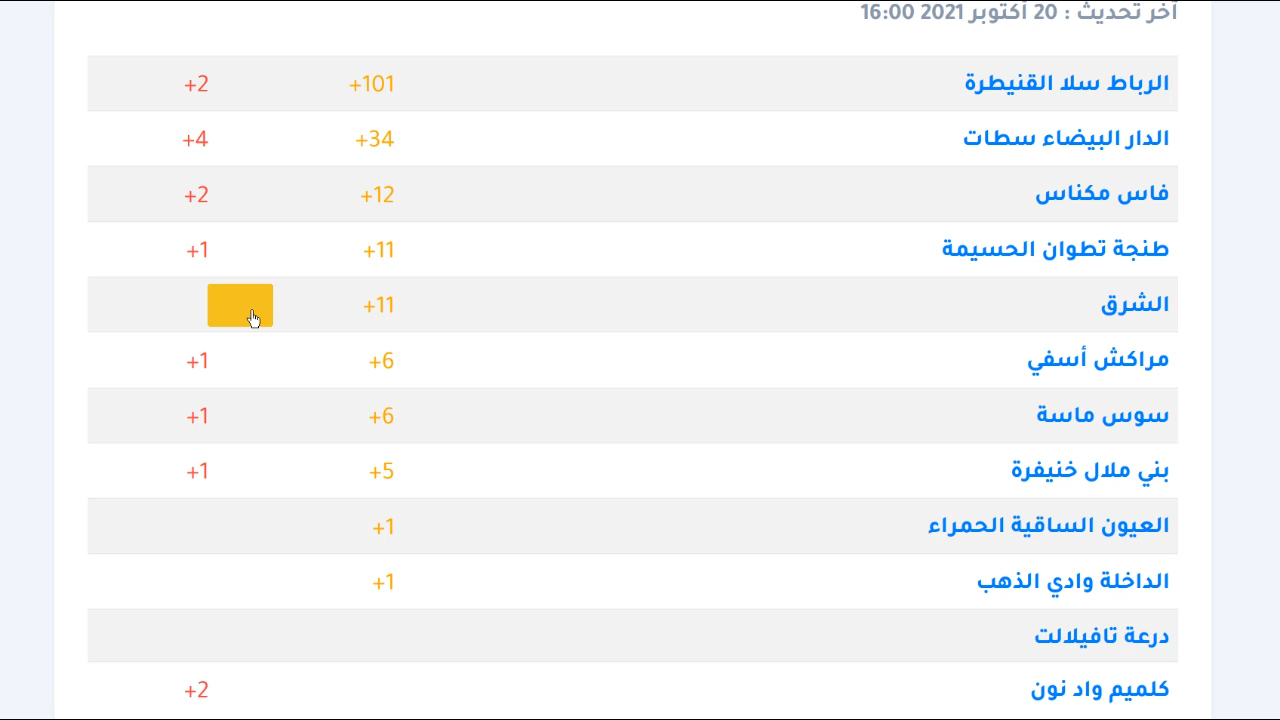 آخر تحديث : 20 أكتوبر 2021 16:00
الرباط سلا القنيطرة +101 +2
الدار البيضاء سطات +34 +4
فاس مكناس +12 +2
طنجة تطوان الحسيمة +11 +1
الشرق +11
مراكش أسفي +6 +1
سوس ماسة +6 +1
بني ملال خنيفرة +5 +1
العيون الساقية الحمراء +1
الداخلة وادي الذهب +1
درعة تافيلالت
كلميم واد نون +2